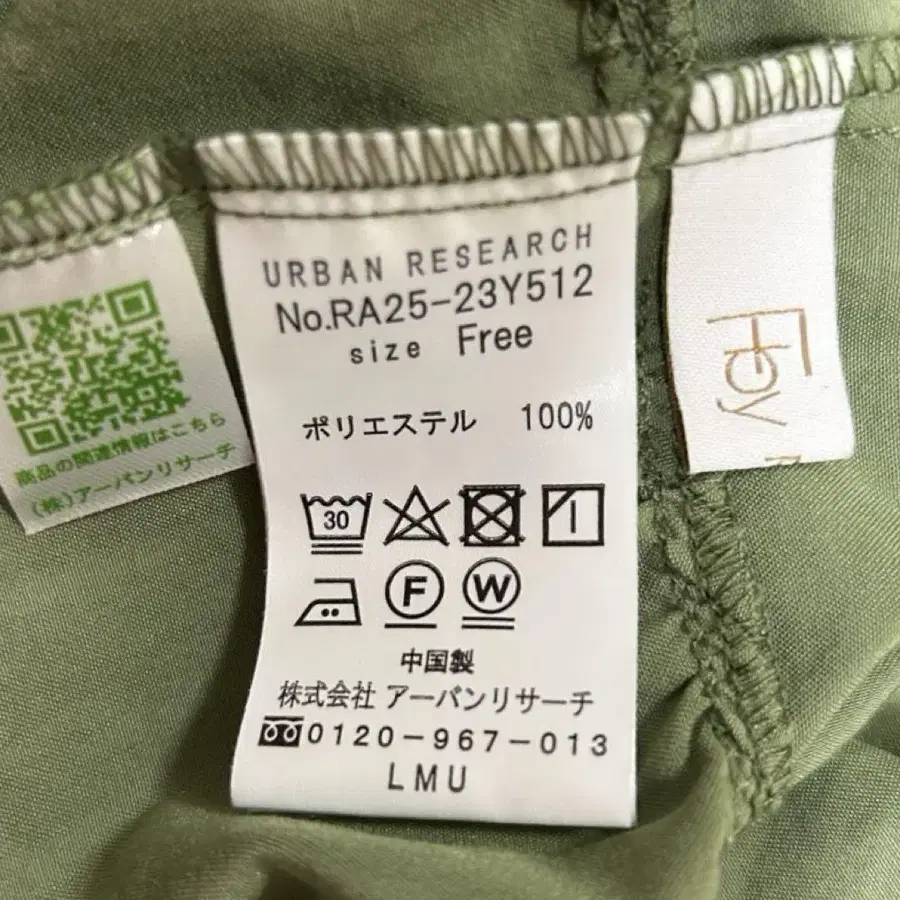 URBAN RESEARCH
No.RA25-23Y512
size Free
ポリエステル 100%
30
F
W
中国製
株式会社 アーバンリサーチ
0120-967-013
LMU
商品の関連情報はこちら
(株)アーバンリサーチ